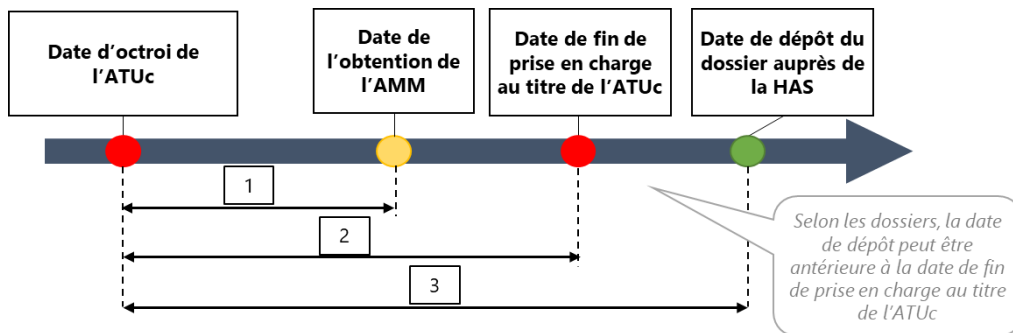 Date d'octroi de
l'ATUc
Date de
l'obtention de
l'AMM
Date de fin de
prise en charge
au titre de l'ATUc
Date de dépôt du
dossier auprès de
la HAS
1
2
3
Selon les dossiers, la date
de dépôt peut être
antérieure à la date de fin
de prise en charge au titre
de l'ATUc